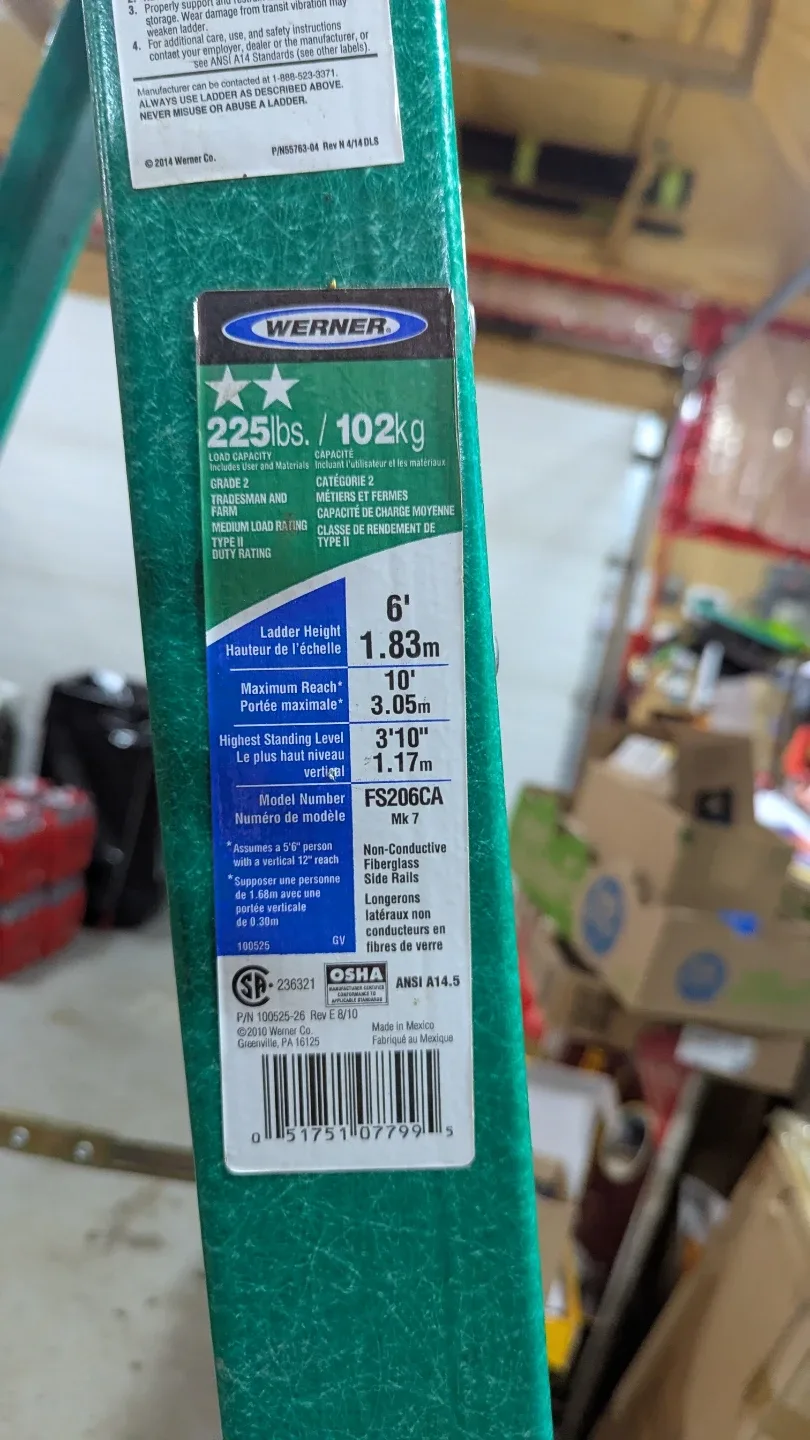 3. Properly support and
storage. Wear damage from transit vibration may
weaken ladder.
4. For additional care, use, and safety instructions
contact your employer, dealer or the manufacturer, or
see ANSI A14 Standards (see other labels).
Manufacturer can be contacted at 1-888-523-3371.
ALWAYS USE LADDER AS DESCRIBED ABOVE.
NEVER MISUSE OR ABUSE A LADDER.
© 2014 Werner Co. P/N55763-04 Rev N 4/14 DLS
WERNER®
225lbs. / 102kg
LOAD CAPACITY
Includes User and Materials
CAPACITÉ
Incluant l'utilisateur et les matériaux
GRADE 2
TRADESMAN AND
FARM
MEDIUM LOAD RATING
TYPE II
DUTY RATING
CATÉGORIE 2
MÉTIERS ET FERMES
CAPACITÉ DE CHARGE MOYENNE
CLASSE DE RENDEMENT DE
TYPE II
Ladder Height
Hauteur de l'échelle
6'
1.83m
Maximum Reach*
Portée maximale*
10'
3.05m
Highest Standing Level
Le plus haut niveau
vertical
3'10"
1.17m
Model Number
Numéro de modèle
FS206CA
Mk 7
*Assumes a 5'6" person
with a vertical 12" reach
*Supposer une personne
de 1.68m avec une
portée verticale
de 0.30m
100525 GV
Non-Conductive
Fiberglass
Side Rails
Longerons
latéraux non
conducteurs en
fibres de verre
CSA® 236321
OSHA
MANUFACTURER CERTIFIES
CONFORMANCE TO
APPLICABLE STANDARDS
ANSI A14.5
P/N 100525-26 Rev E 8/10
©2010 Werner Co.
Greenville, PA 16125
Made in Mexico
Fabriqué au Mexique
0 51751 07799 5